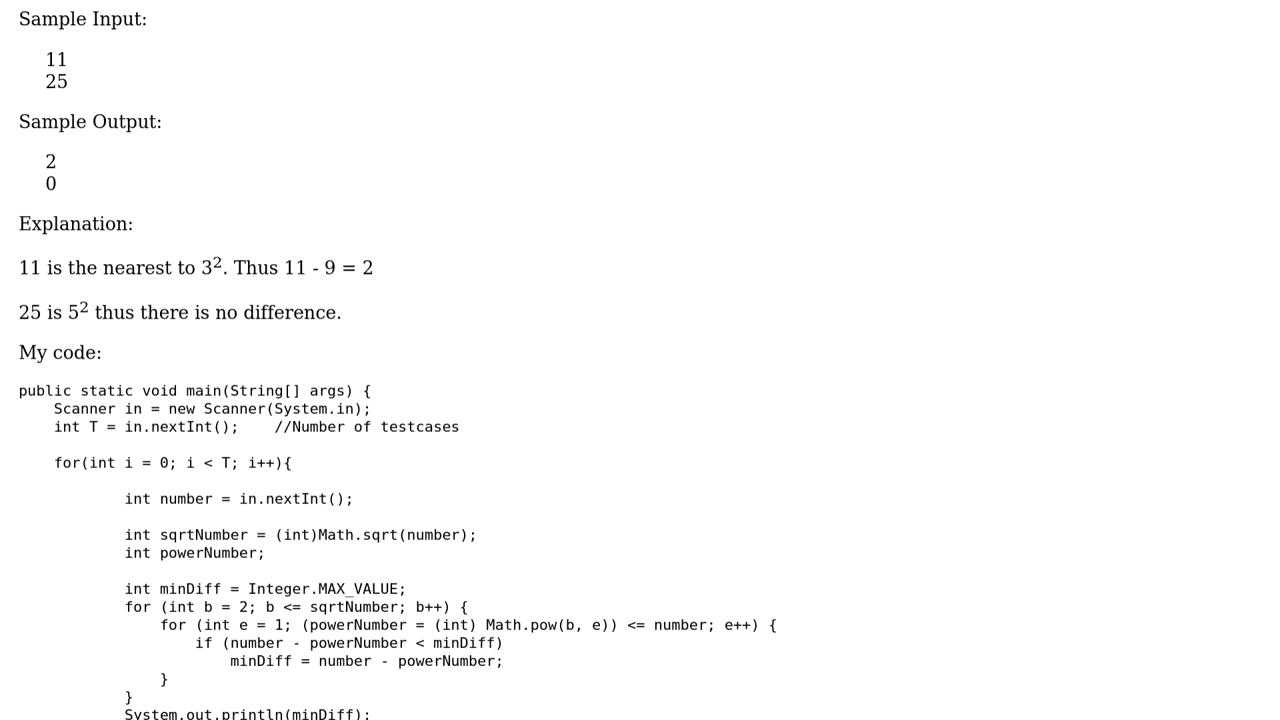 Sample Input:
11
25
Sample Output:
2
0
Explanation:
11 is the nearest to 3². Thus 11 - 9 = 2
25 is 5² thus there is no difference.
My code:
public static void main(String[] args) {
    Scanner in = new Scanner(System.in);
    int T = in.nextInt();    //Number of testcases
    for(int i = 0; i < T; i++){
            int number = in.nextInt();
            int sqrtNumber = (int)Math.sqrt(number);
            int powerNumber;
            int minDiff = Integer.MAX_VALUE;
            for (int b = 2; b <= sqrtNumber; b++) {
                for (int e = 1; (powerNumber = (int) Math.pow(b, e)) <= number; e++) {
                    if (number - powerNumber < minDiff)
                        minDiff = number - powerNumber;
                }
            }
            System.out.println(minDiff);